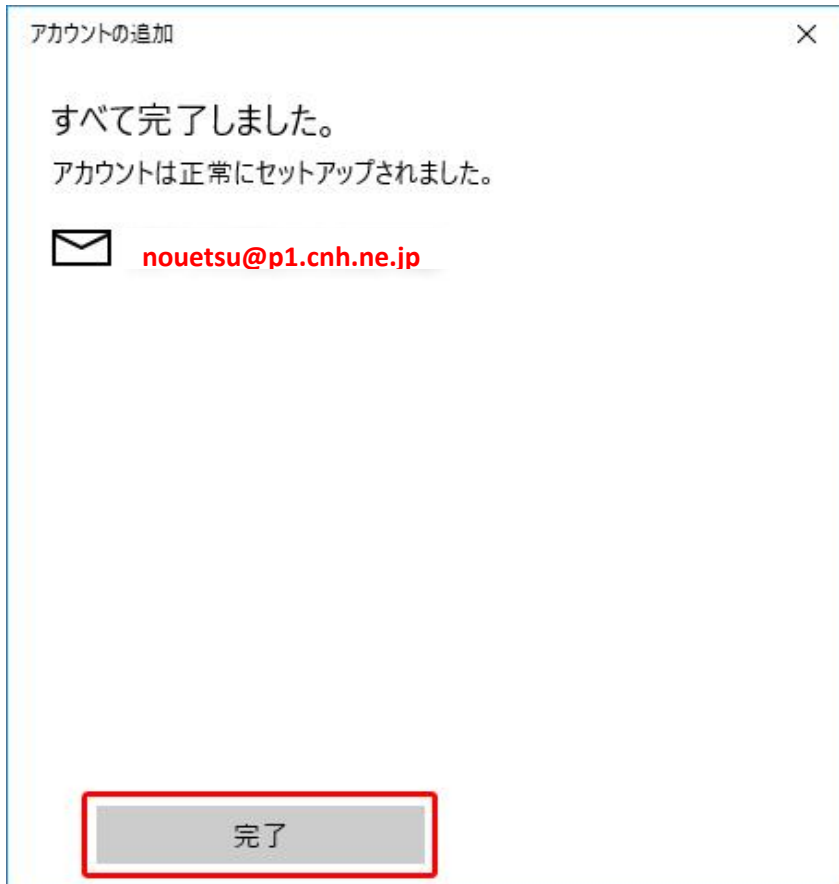 アカウントの追加
すべて完了しました。
アカウントは正常にセットアップされました。
nouetsu@p1.cnh.ne.jp
完了